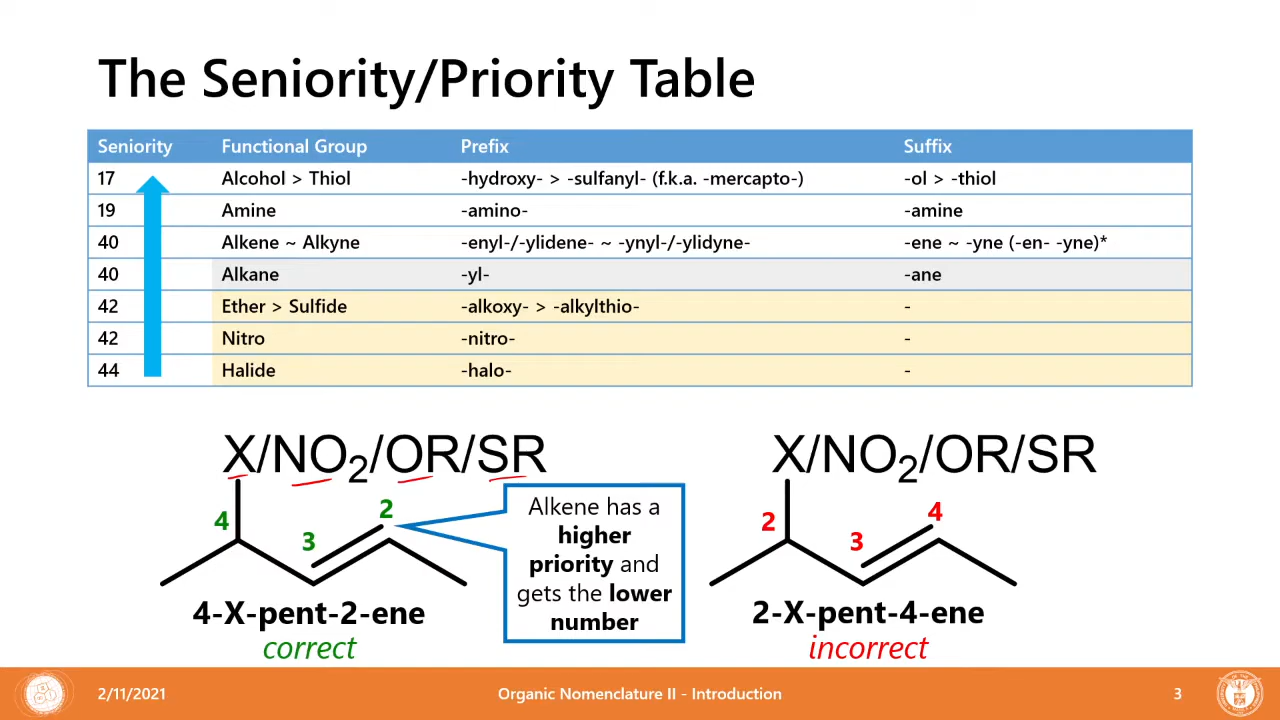 The Seniority/Priority Table
Seniority Functional Group Prefix Suffix
17 Alcohol > Thiol -hydroxy- > -sulfanyl- (f.k.a. -mercapto-) -ol > -thiol
19 Amine -amino- -amine
40 Alkene ~ Alkyne -enyl-/-ylidene- ~ -ynyl-/-ylidyne- -ene ~ -yne (-en- -yne)*
40 Alkane -yl- -ane
42 Ether > Sulfide -alkoxy- > -alkylthio- -
42 Nitro -nitro- -
44 Halide -halo- -
X/NO₂/OR/SR
4
3
2
4-X-pent-2-ene
correct
Alkene has a
higher
priority and
gets the lower
number
X/NO₂/OR/SR
2
3
4
2-X-pent-4-ene
incorrect
2/11/2021 Organic Nomenclature II - Introduction 3